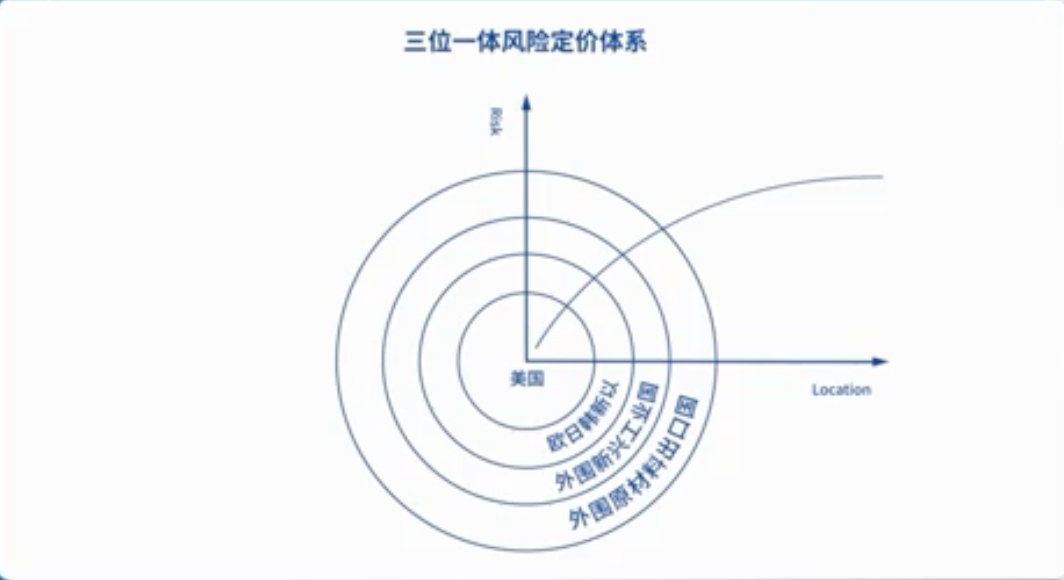 三位一体风险定价体系
Risk
美国
Location
欧日韩新以
外围新兴工业国
外围原材料出口国